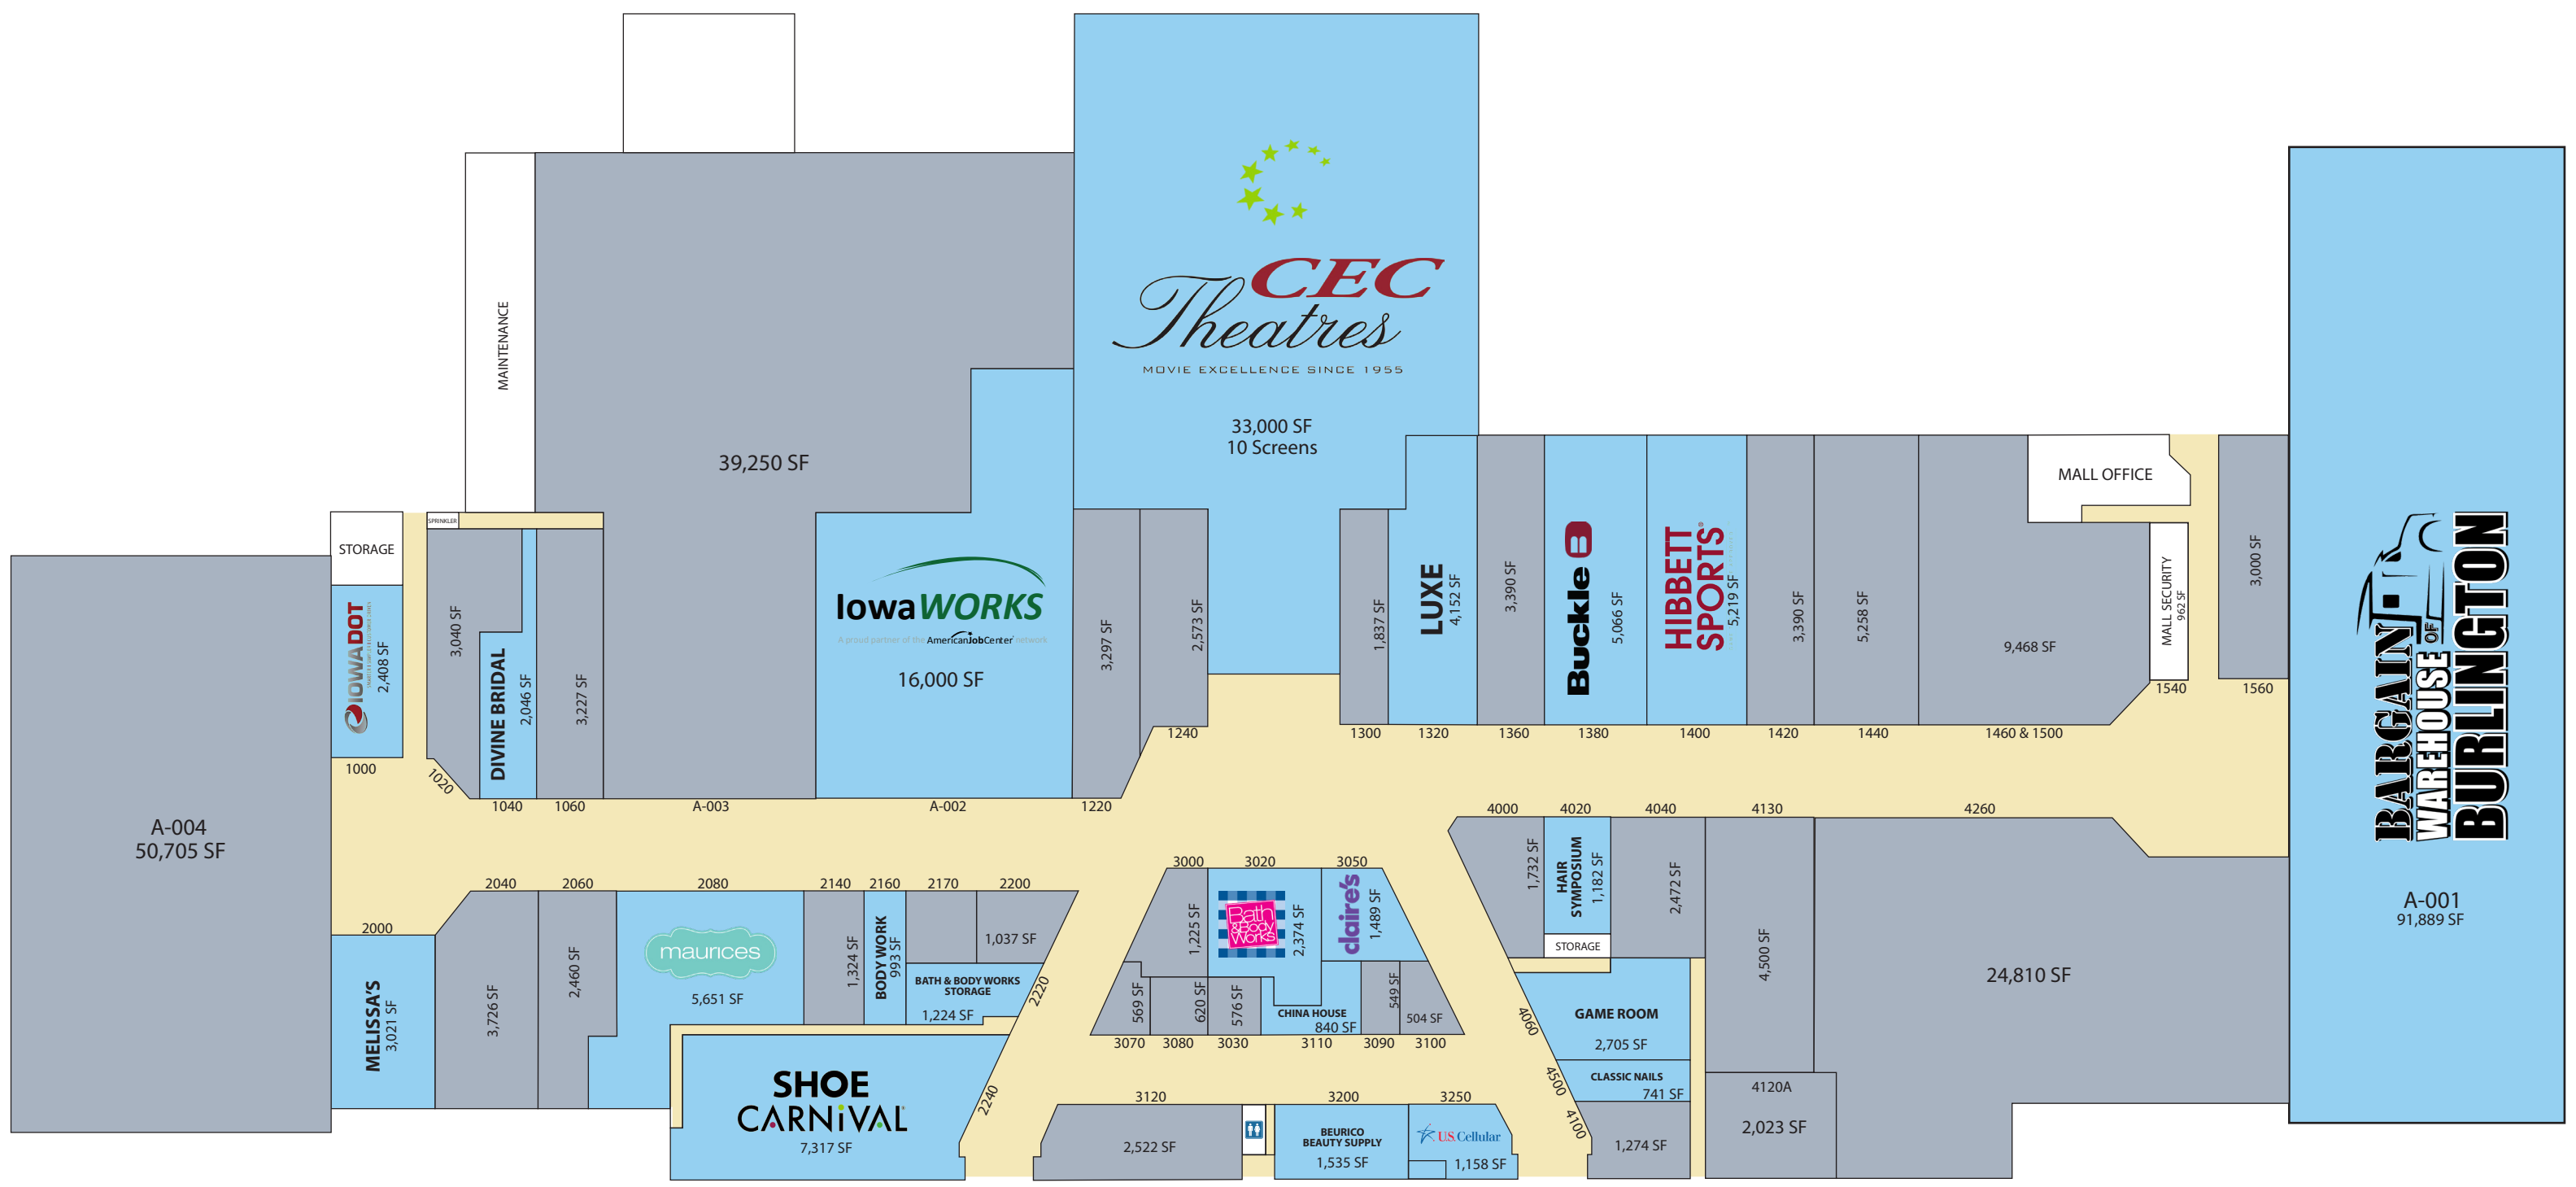 CEC
Theatres
MOVIE EXCELLENCE SINCE 1955
33,000 SF
10 Screens
MAINTENANCE
39,250 SF
A-003
IowaWORKS
A proud partner of the AmericanJobCenter network
16,000 SF
A-002
STORAGE
IOWADOT
2,408 SF
1000
SPRINKLER
3,040 SF
1020
DIVINE BRIDAL
2,046 SF
1040
3,227 SF
1060
3,297 SF
1220
2,573 SF
1240
1,837 SF
1300
LUXE
4,152 SF
1320
3,390 SF
1360
Buckle B
5,066 SF
1380
HIBBETT
SPORTS
5,219 SF
1400
3,390 SF
1420
5,258 SF
1440
9,468 SF
1460 & 1500
MALL OFFICE
MALL SECURITY
962 SF
1540
3,000 SF
1560
BARGAIN
WAREHOUSE OF
BURLINGTON
A-001
91,889 SF
A-004
50,705 SF
2000
MELISSA'S
3,021 SF
2040
3,726 SF
2060
2,460 SF
2080
maurices
5,651 SF
2140
1,324 SF
2160
BODY WORK
993 SF
2170
2200
1,037 SF
BATH & BODY WORKS
STORAGE
1,224 SF
2220
SHOE
CARNIVAL
7,317 SF
2240
3000
1,225 SF
3020
Bath
& Body
Works
2,374 SF
3050
claire's
1,489 SF
569 SF
3070
620 SF
3080
576 SF
3030
CHINA HOUSE
840 SF
3110
549 SF
3090
504 SF
3100
3120
2,522 SF
3200
BEURICO
BEAUTY SUPPLY
1,535 SF
3250
U.S. Cellular
1,158 SF
4000
1,732 SF
4020
HAIR
SYMPOSIUM
1,182 SF
STORAGE
4040
2,472 SF
4060
GAME ROOM
2,705 SF
4500
CLASSIC NAILS
741 SF
4100
1,274 SF
4130
4,500 SF
4120A
2,023 SF
4260
24,810 SF